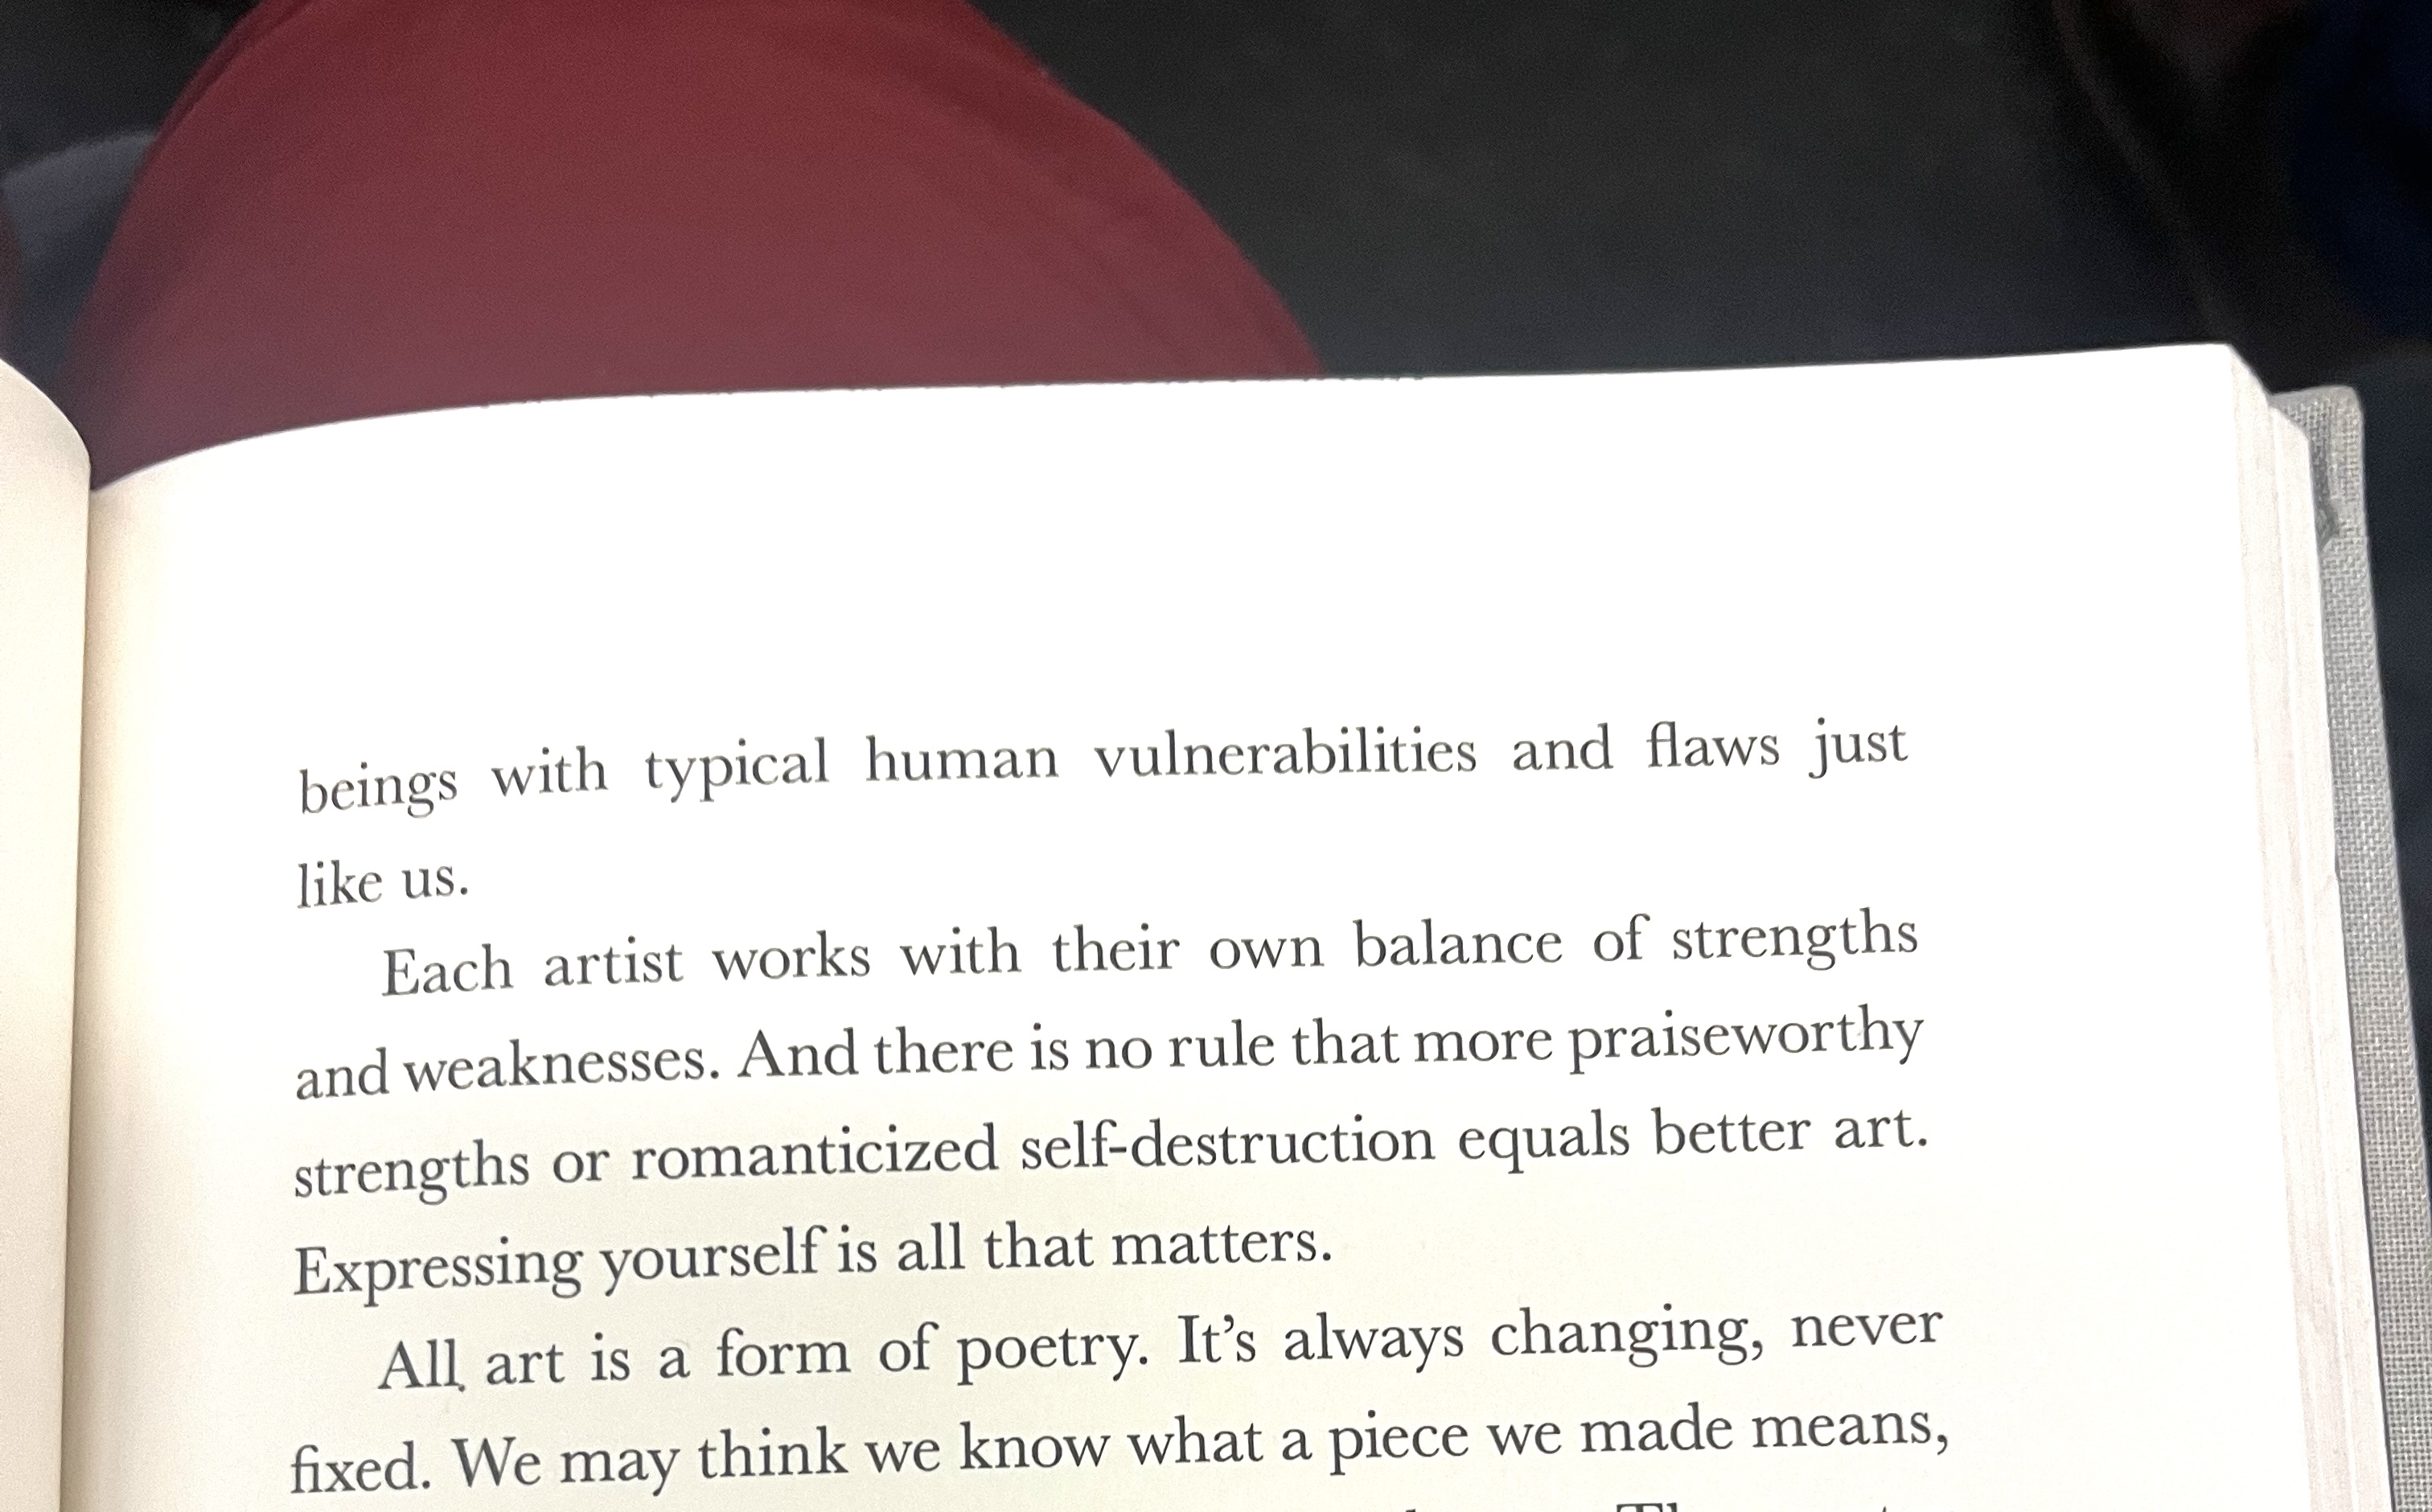 beings with typical human vulnerabilities and flaws just
like us.
Each artist works with their own balance of strengths
and weaknesses. And there is no rule that more praiseworthy
strengths or romanticized self-destruction equals better art.
Expressing yourself is all that matters.
All art is a form of poetry. It’s always changing, never
fixed. We may think we know what a piece we made means,